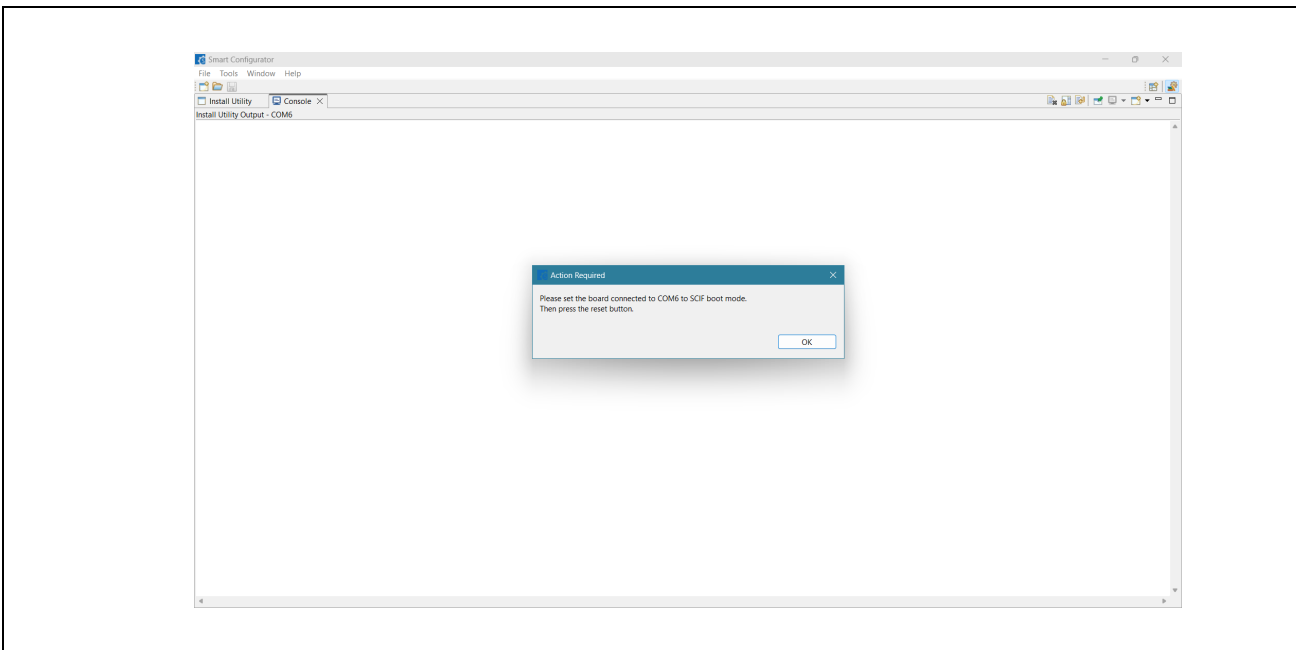 Smart Configurator
File Tools Window Help
Install Utility Console
Install Utility Output - COM6
Action Required
Please set the board connected to COM6 to SCIF boot mode.
Then press the reset button.
OK